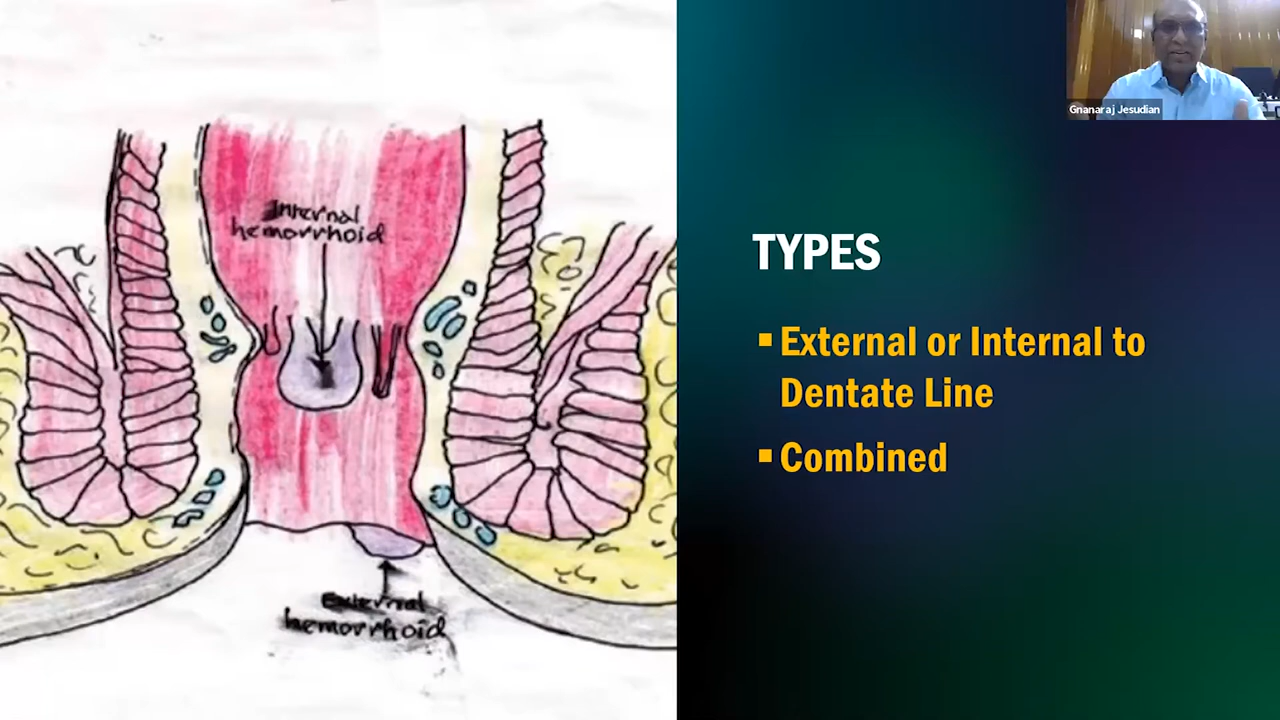 Gnanaraj Jesudian
Internal
hemorrhoid
External
hemorrhoid
TYPES
▪ External or Internal to
Dentate Line
▪ Combined